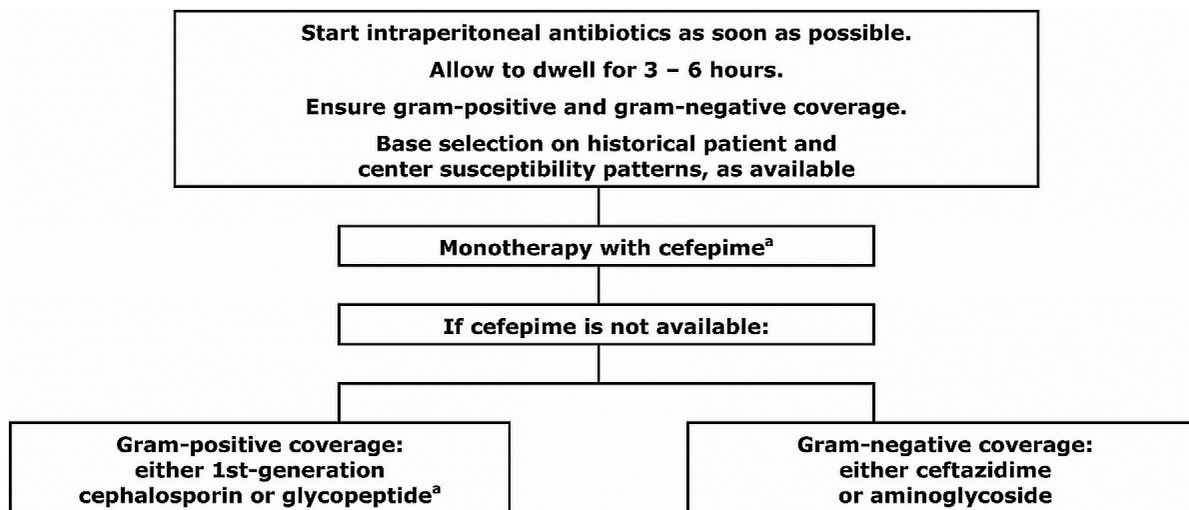 Start intraperitoneal antibiotics as soon as possible.
Allow to dwell for 3 – 6 hours.
Ensure gram-positive and gram-negative coverage.
Base selection on historical patient and
center susceptibility patterns, as available
Monotherapy with cefepimeᵃ
If cefepime is not available:
Gram-positive coverage:
either 1st-generation
cephalosporin or glycopeptideᵃ
Gram-negative coverage:
either ceftazidime
or aminoglycoside